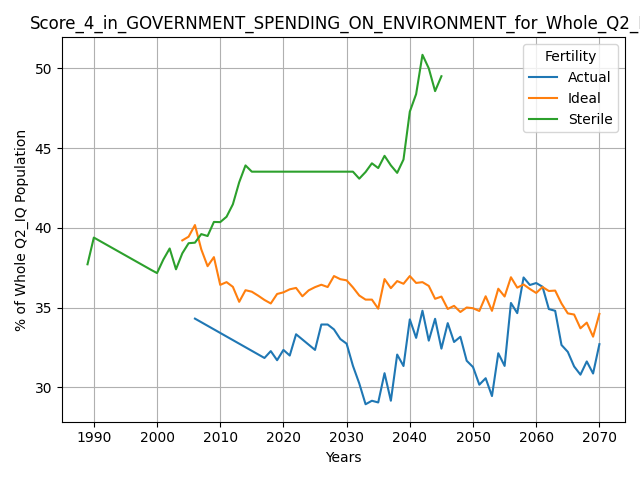 Score_4_in_GOVERNMENT_SPENDING_ON_ENVIRONMENT_for_Whole_Q2_
Fertility
Actual
Ideal
Sterile
% of Whole Q2_IQ Population
50
45
40
35
30
1990
2000
2010
2020
2030
2040
2050
2060
2070
Years